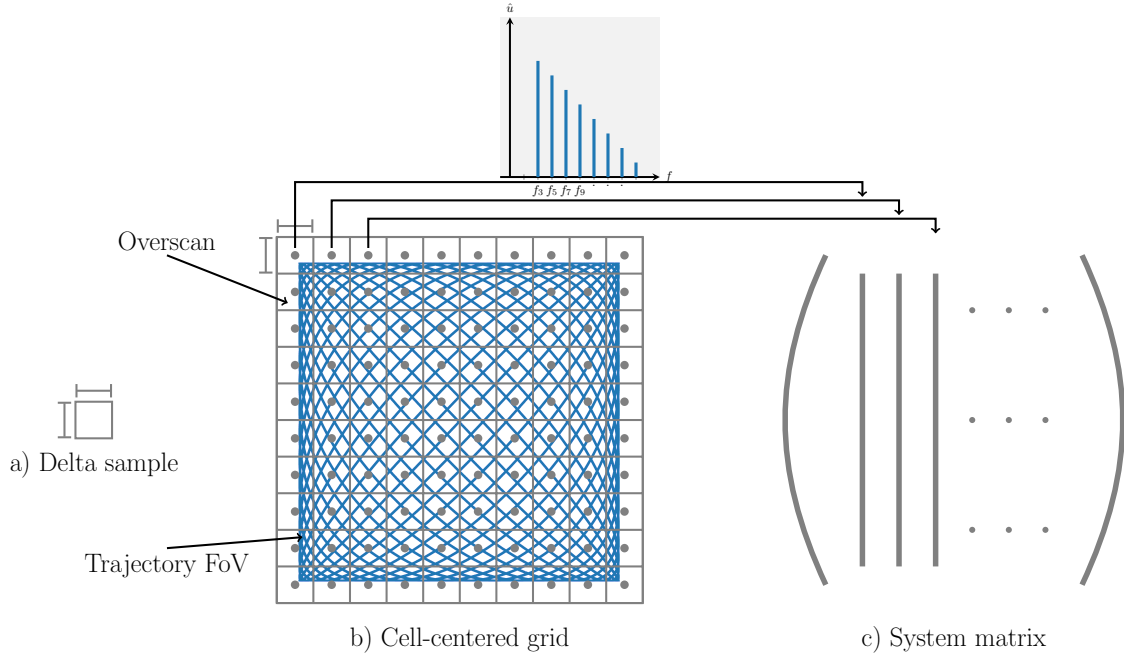 û
f
f₃ f₅ f₇ f₉ . . .
Overscan
a) Delta sample
Trajectory FoV
b) Cell-centered grid
c) System matrix